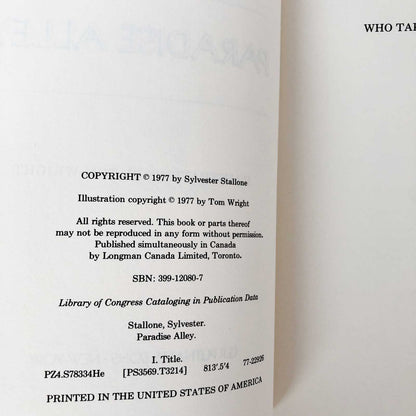 PARADISE ALLEY
WHO TAR
COPYRIGHT © 1977 by Sylvester Stallone
Illustration copyright © 1977 by Tom Wright
All rights reserved. This book or parts thereof
may not be reproduced in any form without permission.
Published simultaneously in Canada
by Longman Canada Limited, Toronto.
SBN: 399-12080-7
Library of Congress Cataloging in Publication Data
Stallone, Sylvester.
Paradise Alley.
I. Title.
PZ4.S78334He [PS3569.T3214] 813'.5'4 77-22926
PRINTED IN THE UNITED STATES OF AMERICA